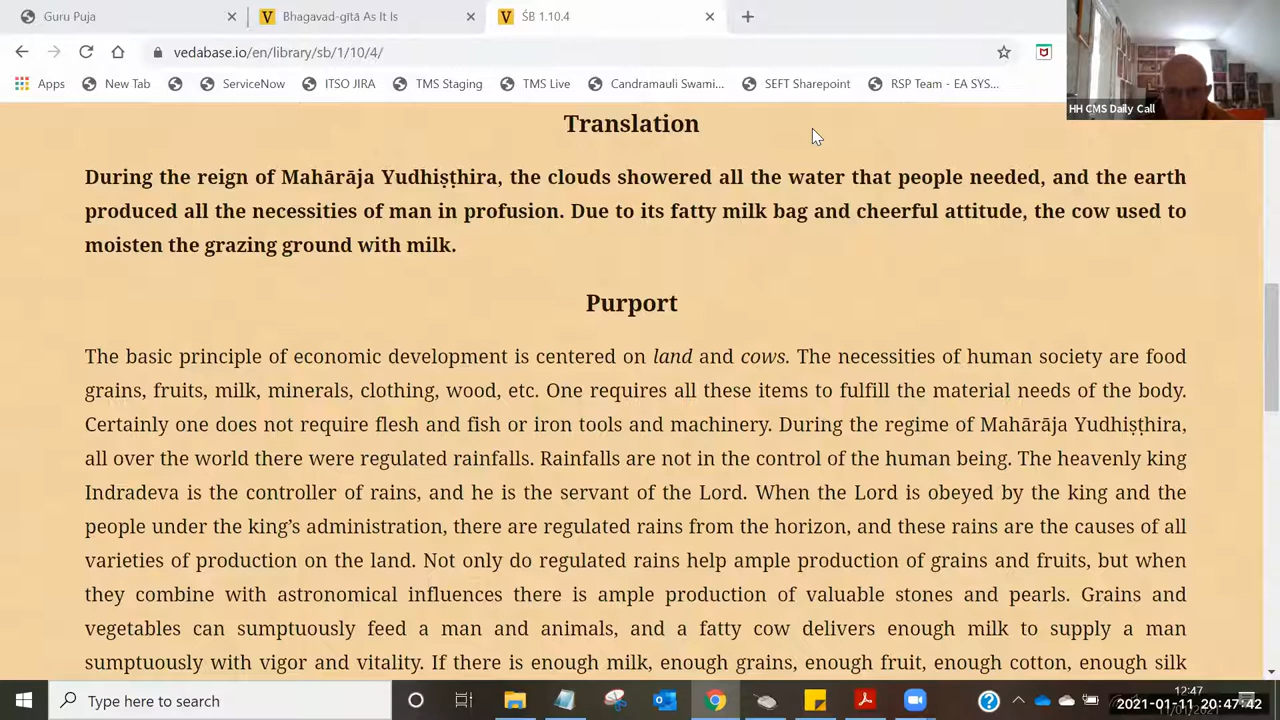 Guru Puja
Bhagavad-gītā As It Is
ŚB 1.10.4
vedabase.io/en/library/sb/1/10/4/
Apps
New Tab
ServiceNow
ITSO JIRA
TMS Staging
TMS Live
Candramauli Swami...
SEFT Sharepoint
RSP Team - EA SYS...
HH CMS Daily Call
Translation
During the reign of Mahārāja Yudhiṣṭhira, the clouds showered all the water that people needed, and the earth
produced all the necessities of man in profusion. Due to its fatty milk bag and cheerful attitude, the cow used to
moisten the grazing ground with milk.
Purport
The basic principle of economic development is centered on land and cows. The necessities of human society are food
grains, fruits, milk, minerals, clothing, wood, etc. One requires all these items to fulfill the material needs of the body.
Certainly one does not require flesh and fish or iron tools and machinery. During the regime of Mahārāja Yudhiṣṭhira,
all over the world there were regulated rainfalls. Rainfalls are not in the control of the human being. The heavenly king
Indradeva is the controller of rains, and he is the servant of the Lord. When the Lord is obeyed by the king and the
people under the king's administration, there are regulated rains from the horizon, and these rains are the causes of all
varieties of production on the land. Not only do regulated rains help ample production of grains and fruits, but when
they combine with astronomical influences there is ample production of valuable stones and pearls. Grains and
vegetables can sumptuously feed a man and animals, and a fatty cow delivers enough milk to supply a man
sumptuously with vigor and vitality. If there is enough milk, enough grains, enough fruit, enough cotton, enough silk
Type here to search
12:47
2021-01-11 20:47:42